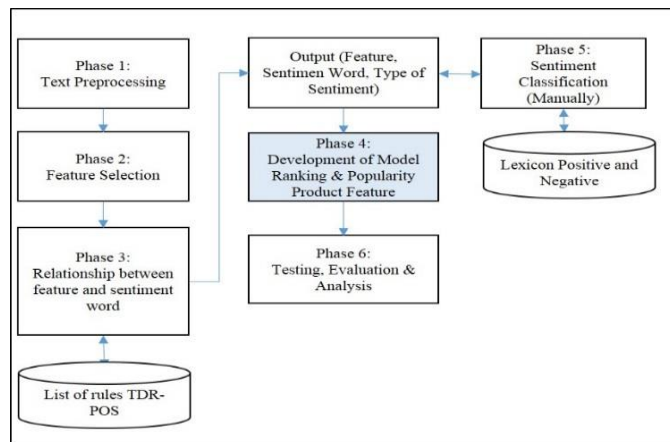 Phase 1:
Text Preprocessing
Phase 2:
Feature Selection
Phase 3:
Relationship between
feature and sentiment
word
List of rules TDR-
POS
Output (Feature,
Sentimen Word, Type of
Sentiment)
Phase 4:
Development of Model
Ranking & Popularity
Product Feature
Phase 6:
Testing, Evaluation &
Analysis
Phase 5:
Sentiment
Classification
(Manually)
Lexicon Positive and
Negative